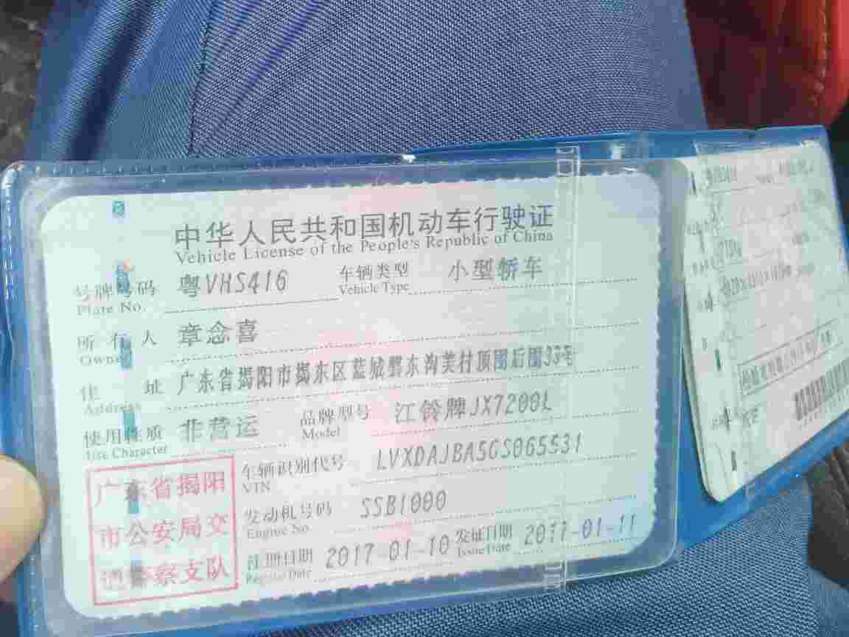 中华人民共和国机动车行驶证
Vehicle License of the People's Republic of China
号牌号码 粤VHS416 车辆类型 小型轿车
Plate No. Vehicle Type
所有人 章念喜
Owner
住址 广东省揭阳市揭东区蓝城磐东沟美村顶围后围33号
Address
使用性质 非营运 品牌型号 江铃牌JX7200L
Use Character Model
车辆识别代号 LVXDAJBA5GS065531
VIN
发动机号码 SSB1000
Engine No.
注册日期 2017-01-10 发证日期 2017-01-11
Register Date Issue Date
广东省揭阳
市公安局交
通警察支队